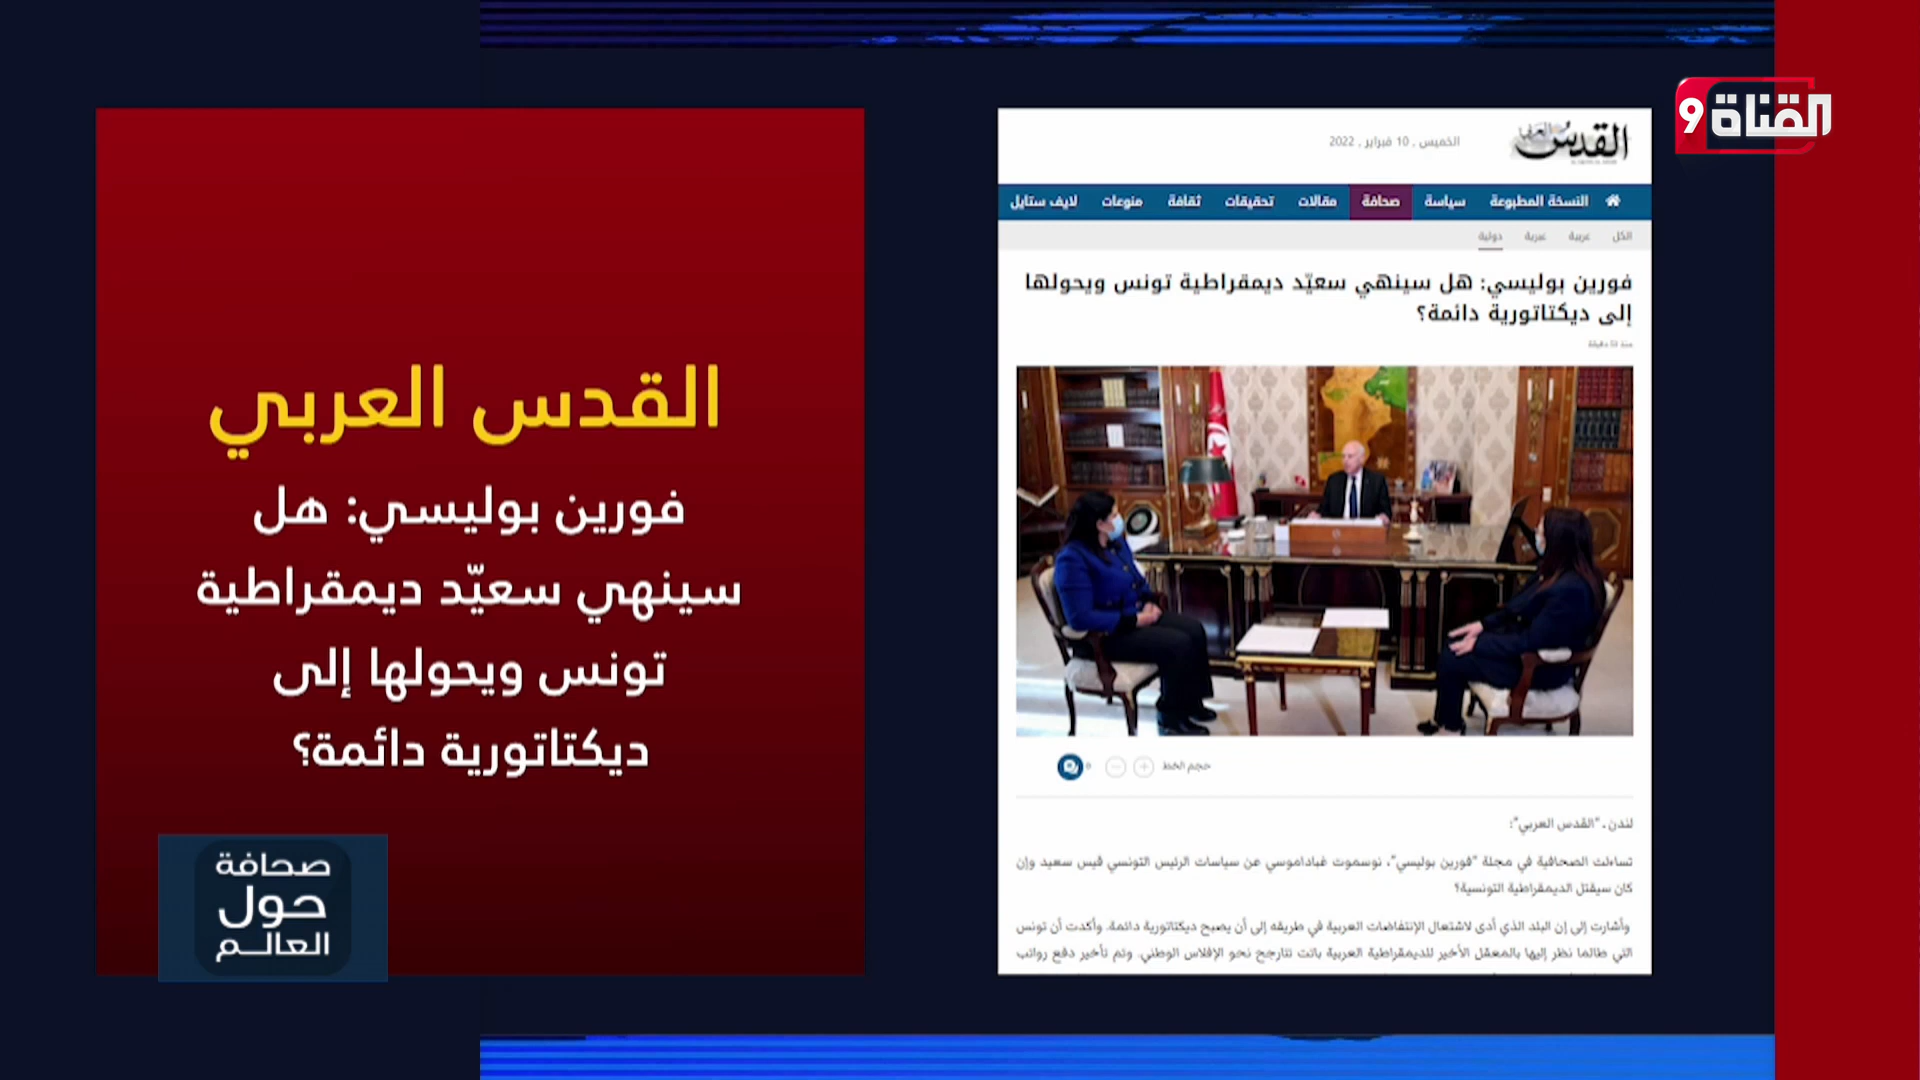 القناة 9
القدس العربي
الخميس , 10 فبراير , 2022
النسخة المطبوعة سياسة صحافة مقالات تحقيقات ثقافة منوعات لايف ستايل
الكل عربية عبرية دولية
فورين بوليسي: هل سينهي سعيّد ديمقراطية تونس ويحولها
إلى ديكتاتورية دائمة؟
حجم الخط
0
لندن ـ "القدس العربي":
تساءلت الصحافية في مجلة "فورين بوليسي"، نوسموت غباداموسي عن سياسات الرئيس التونسي قيس سعيد وإن
كان سيقتل الديمقراطية التونسية؟
وأشارت إلى إن البلد الذي أدى لاشتعال الإنتفاضات العربية في طريقه إلى أن يصبح ديكتاتورية دائمة. وأكدت أن تونس
التي طالما نظر إليها بالمعقل الأخير للديمقراطية العربية باتت تتارجح نحو الإفلاس الوطني. وتم تأخير دفع رواتب
القدس العربي
فورين بوليسي: هل
سينهي سعيّد ديمقراطية
تونس ويحولها إلى
ديكتاتورية دائمة؟
صحافة
حول
العالم